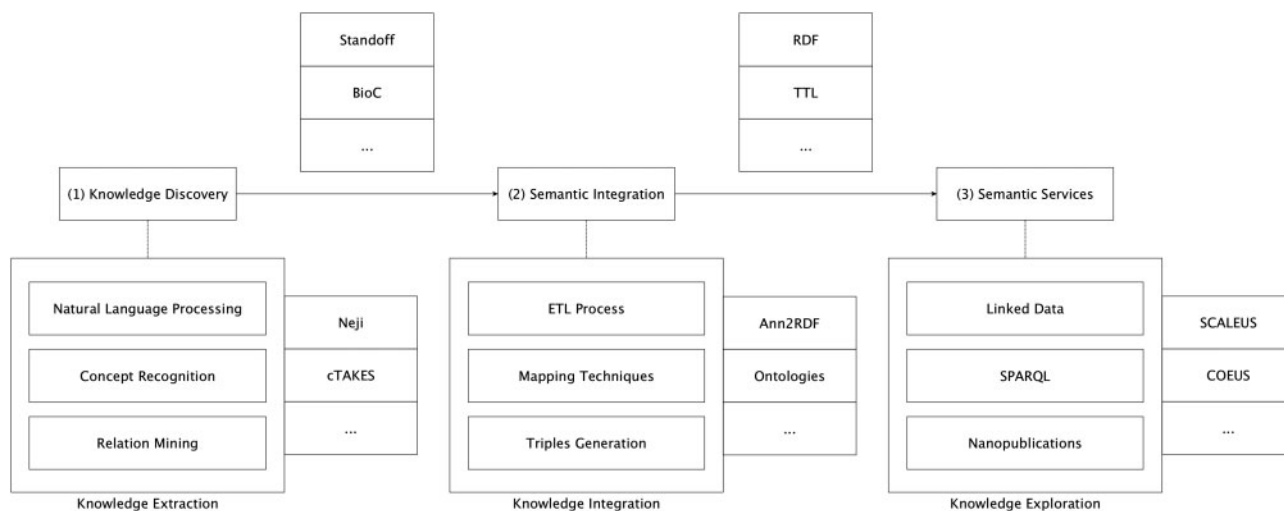 Standoff
BioC
...
RDF
TTL
...
(1) Knowledge Discovery
(2) Semantic Integration
(3) Semantic Services
Natural Language Processing
Concept Recognition
Relation Mining
Neji
cTAKES
...
Knowledge Extraction
ETL Process
Mapping Techniques
Triples Generation
Ann2RDF
Ontologies
...
Knowledge Integration
Linked Data
SPARQL
Nanopublications
SCALEUS
COEUS
...
Knowledge Exploration